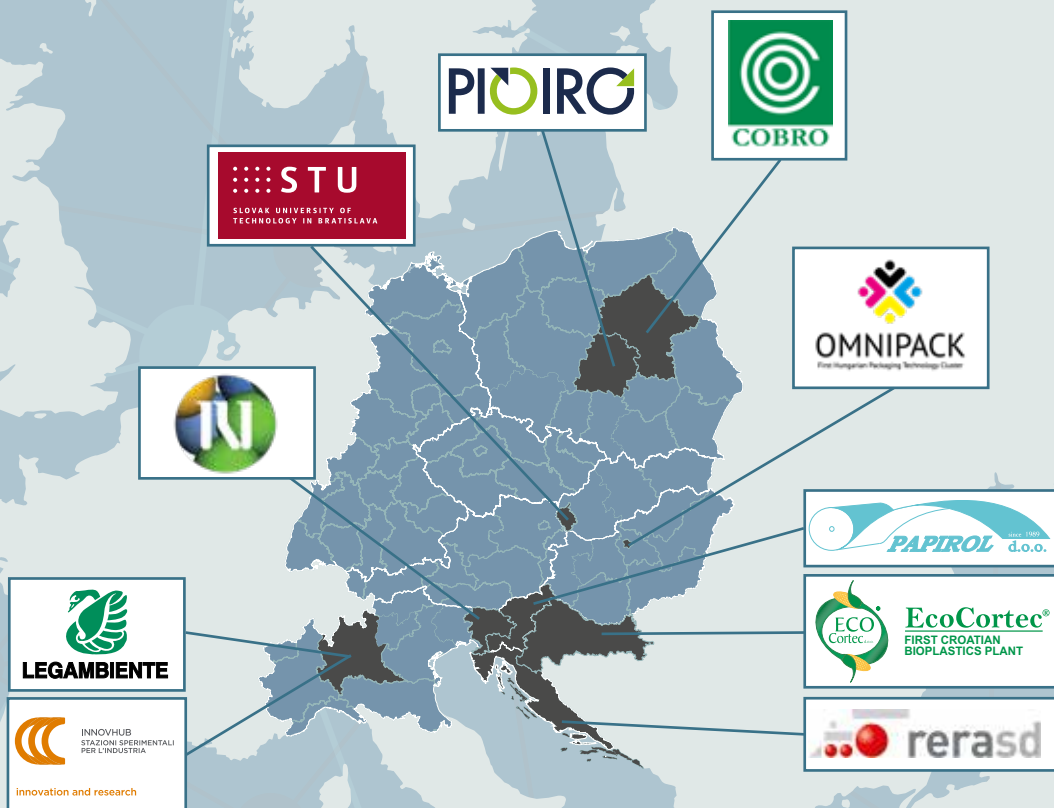 PIOIRO
COBRO
STU
SLOVAK UNIVERSITY OF
TECHNOLOGY IN BRATISLAVA
OMNIPACK
First Hungarian Packaging Technology Cluster
PAPIROL
since 1989
d.o.o.
LEGAMBIENTE
ECO
Cortec
EcoCortec®
FIRST CROATIAN
BIOPLASTICS PLANT
INNOVHUB
STAZIONI SPERIMENTALI
PER L'INDUSTRIA
innovation and research
rerasd